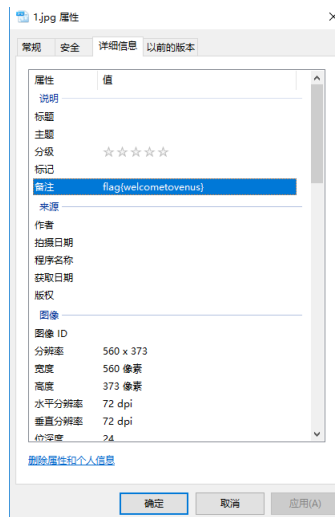 1.jpg 属性
常规 安全 详细信息 以前的版本
属性 值
说明
标题
主题
分级
标记
备注 flag{welcometovenus}
来源
作者
拍摄日期
程序名称
获取日期
版权
图像
图像 ID
分辨率 560 x 373
宽度 560 像素
高度 373 像素
水平分辨率 72 dpi
垂直分辨率 72 dpi
位深度 24
删除属性和个人信息
确定 取消 应用(A)